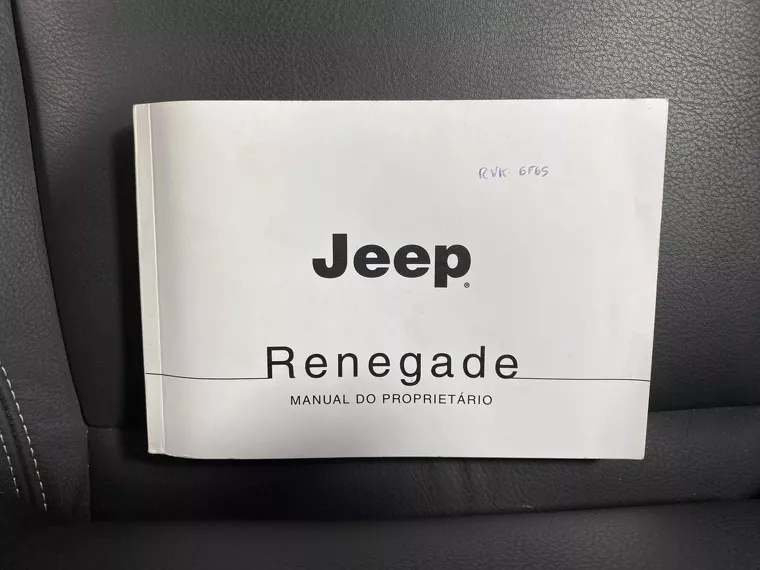 RVK-6F65
Jeep®
Renegade
MANUAL DO PROPRIETÁRIO